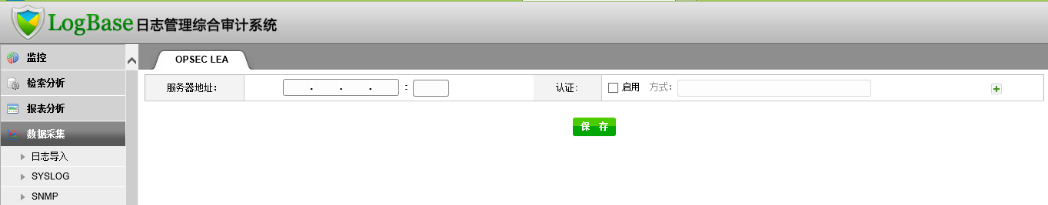 LogBase日志管理综合审计系统
监控
OPSEC LEA
服务器地址: . . . : 认证: 启用 方式:
检索分析
报表分析
保 存
数据采集
日志导入
SYSLOG
SNMP